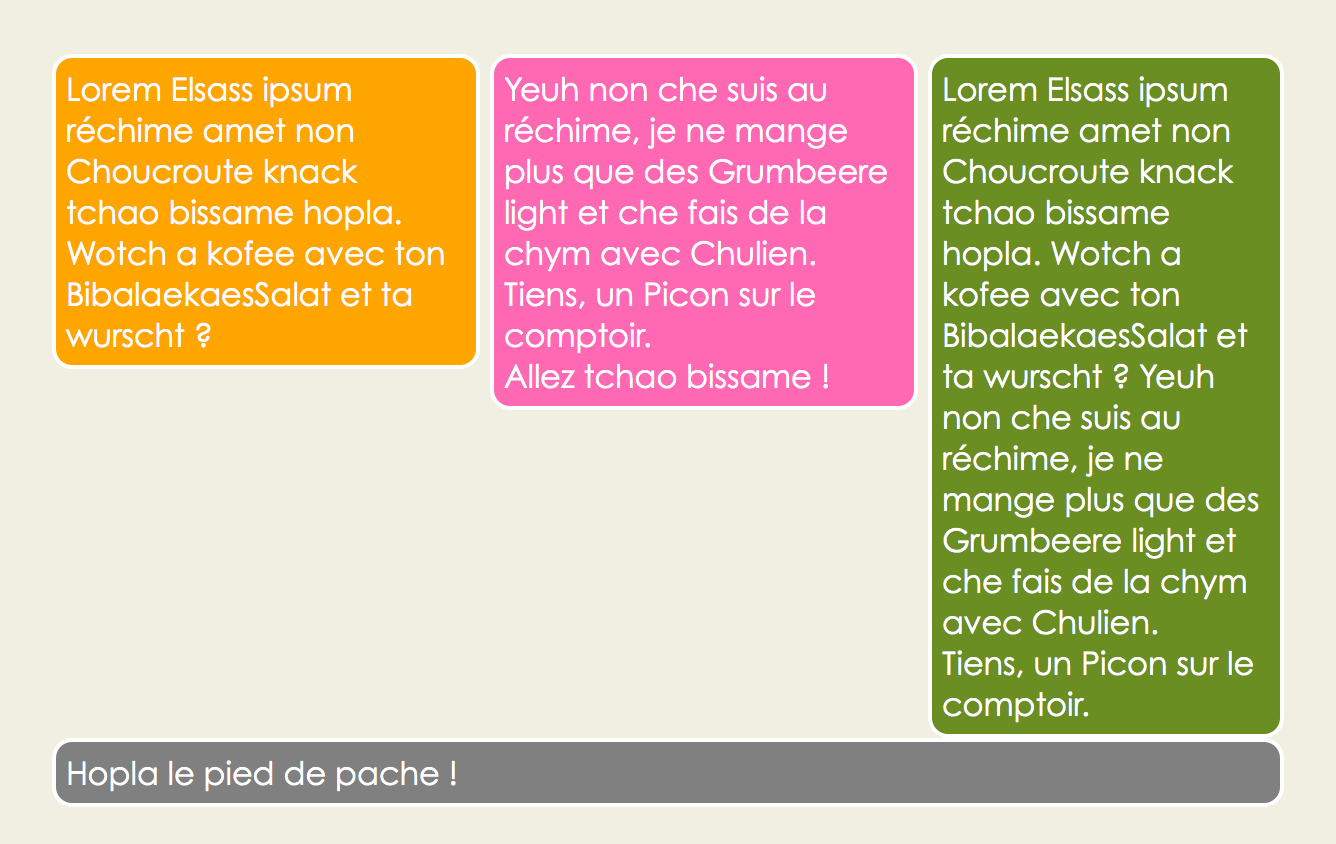 Lorem Elsass ipsum
réchime amet non
Choucroute knack
tchao bissame hopla.
Wotch a kofee avec ton
BibalaekaesSalat et ta
wurscht ?
Yeuh non che suis au
réchime, je ne mange
plus que des Grumbeere
light et che fais de la
chym avec Chulien.
Tiens, un Picon sur le
comptoir.
Allez tchao bissame !
Lorem Elsass ipsum
réchime amet non
Choucroute knack
tchao bissame
hopla. Wotch a
kofee avec ton
BibalaekaesSalat et
ta wurscht ? Yeuh
non che suis au
réchime, je ne
mange plus que des
Grumbeere light et
che fais de la chym
avec Chulien.
Tiens, un Picon sur le
comptoir.
Hopla le pied de pache !